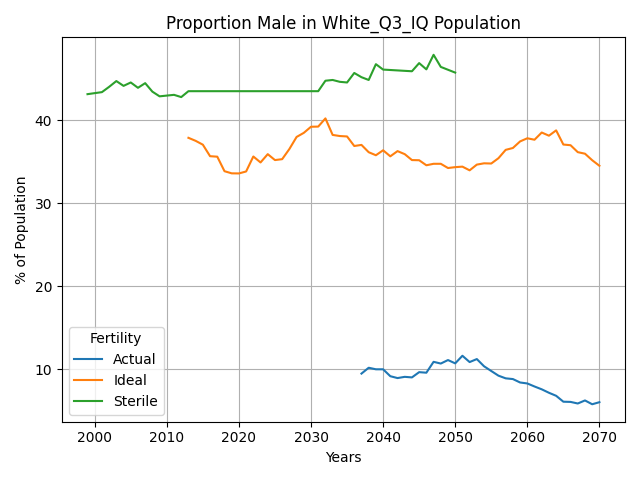 Proportion Male in White_Q3_IQ Population
% of Population
40
30
20
10
Fertility
Actual
Ideal
Sterile
2000 2010 2020 2030 2040 2050 2060 2070
Years